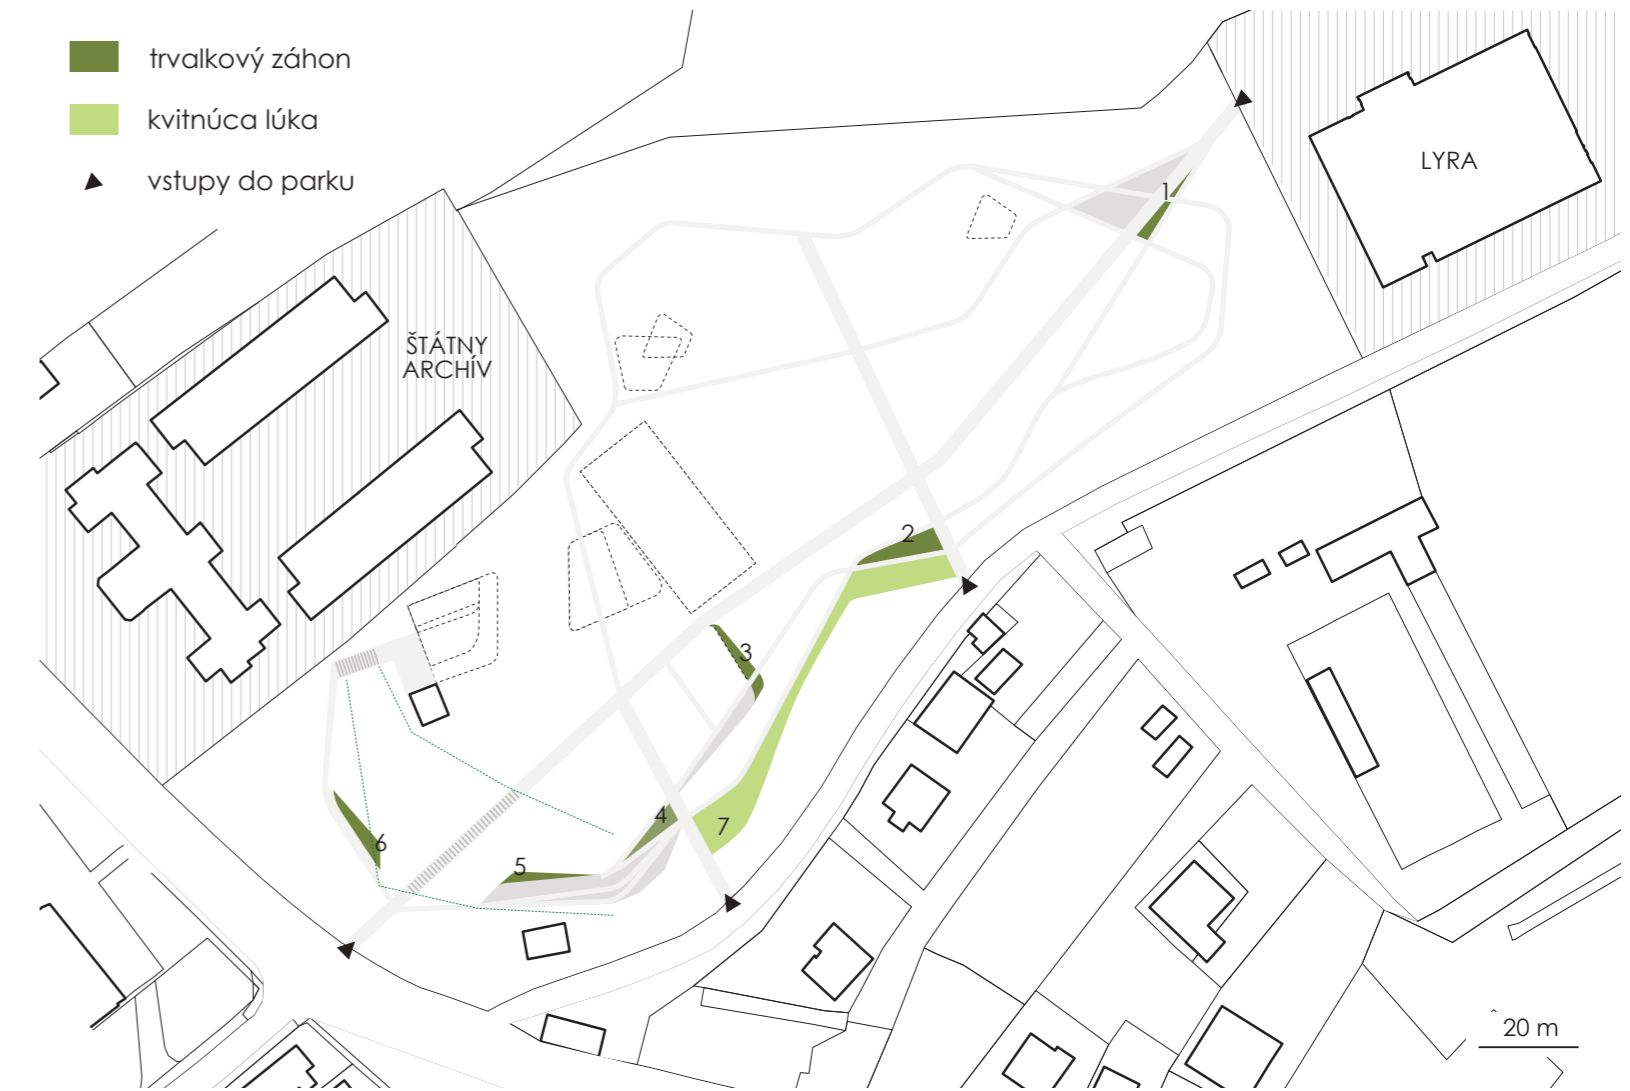 trvalkový záhon
kvitnúca lúka
vstupy do parku
LYRA
1
ŠTÁTNY
ARCHÍV
2
3
4
7
6
5
20 m